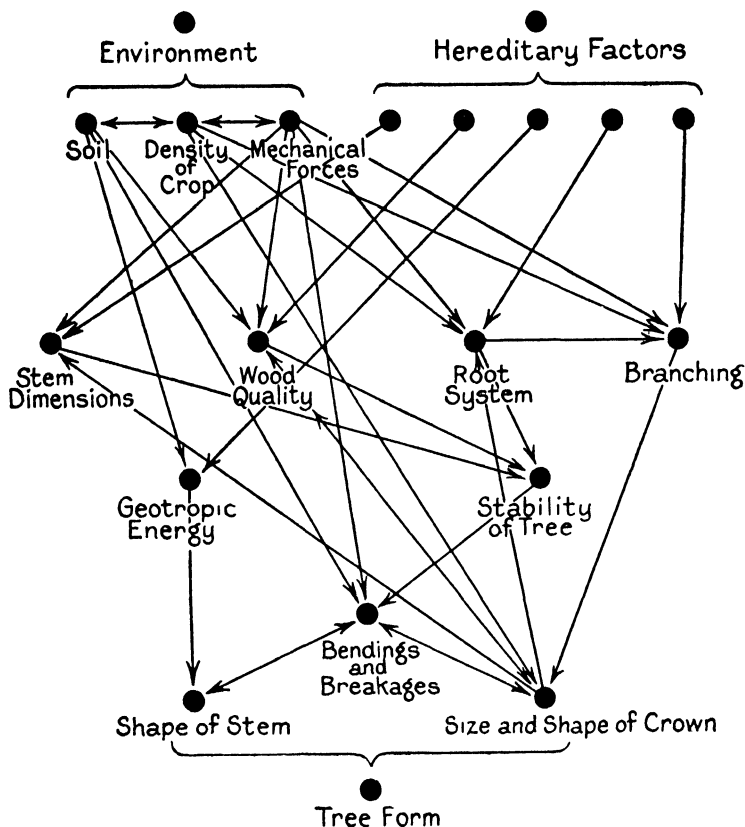 Environment
Hereditary Factors
Soil
Density
of
Crop
Mechanical
Forces
Stem
Dimensions
Wood
Quality
Root
System
Branching
Geotropic
Energy
Stability
of Tree
Bendings
and
Breakages
Shape of Stem
Size and Shape of Crown
Tree Form